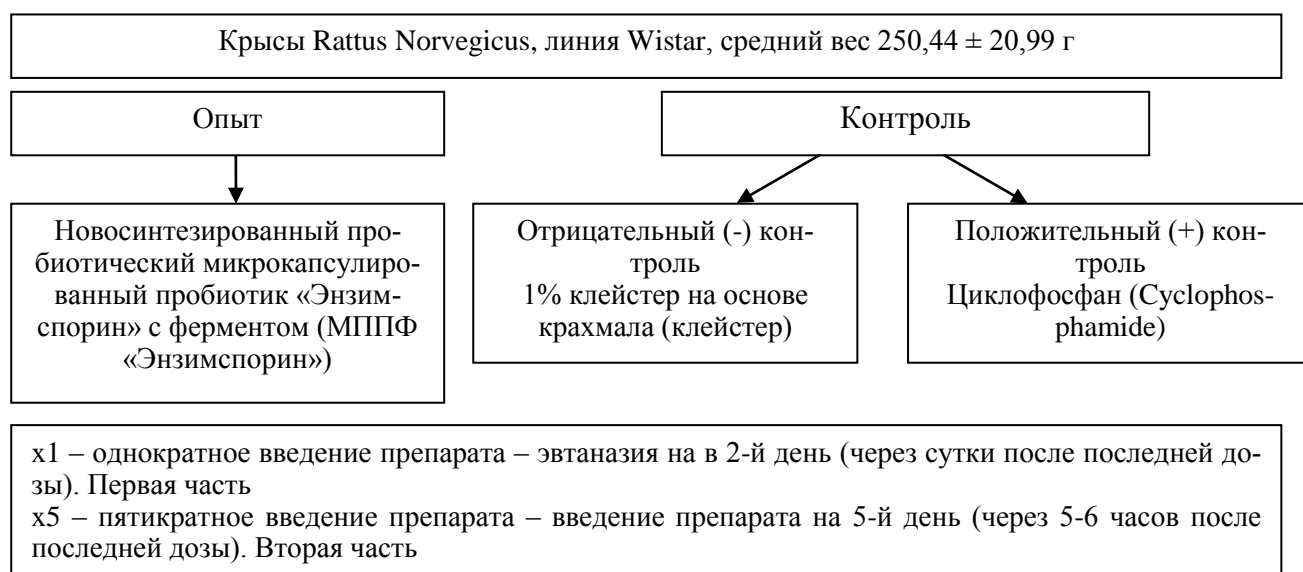 Крысы Rattus Norvegicus, линия Wistar, средний вес 250,44 ± 20,99 г
Опыт
Контроль
Новосинтезированный про-
биотический микрокапсулиро-
ванный пробиотик «Энзим-
спорин» с ферментом (МППФ
«Энзимспорин»)
Отрицательный (-) кон-
троль
1% клейстер на основе
крахмала (клейстер)
Положительный (+) кон-
троль
Циклофосфан (Cyclophos-
phamide)
х1 – однократное введение препарата – эвтаназия на в 2-й день (через сутки после последней до-
зы). Первая часть
х5 – пятикратное введение препарата – введение препарата на 5-й день (через 5-6 часов после
последней дозы). Вторая часть